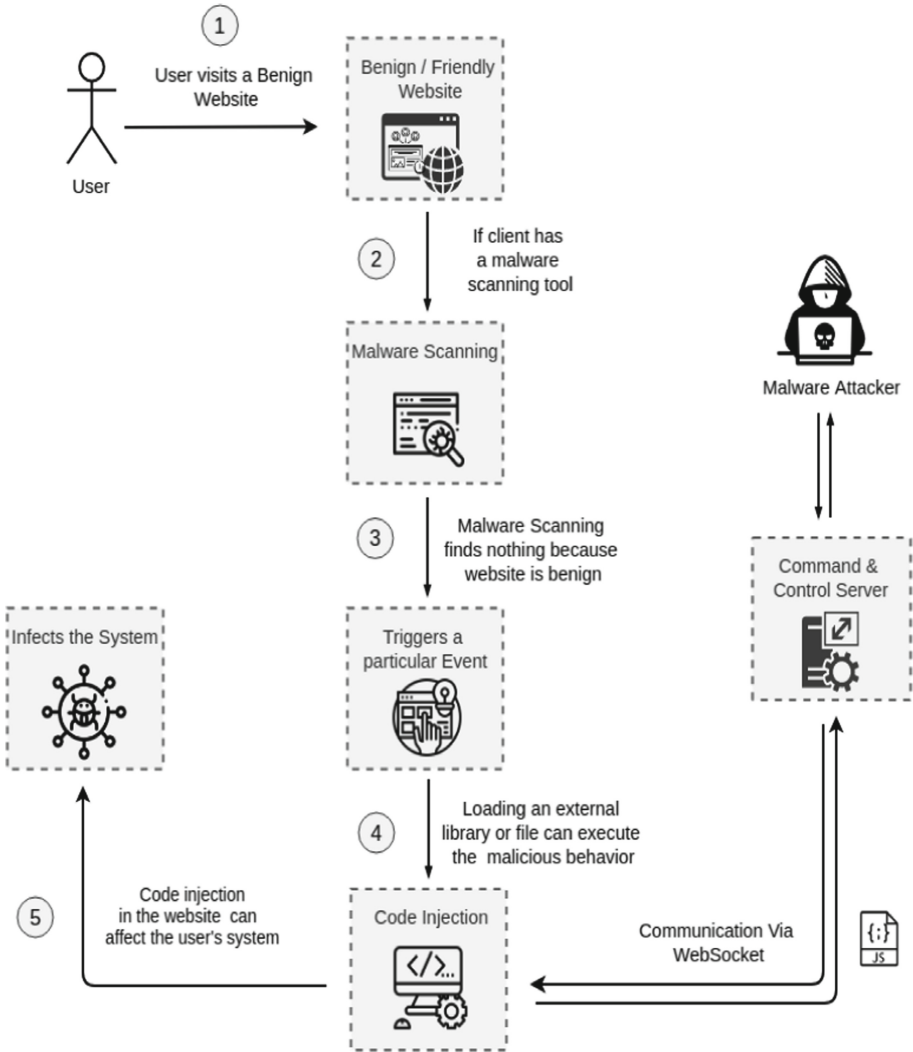 1
User visits a Benign
Website
User
Benign / Friendly
Website
2
If client has
a malware
scanning tool
Malware Scanning
Malware Attacker
3
Malware Scanning
finds nothing because
website is benign
Command &
Control Server
Infects the System
Triggers a
particular Event
4
Loading an external
library or file can execute
the malicious behavior
5
Code injection
in the website can
affect the user's system
Code Injection
</>...
Communication Via
WebSocket
{;}
JS